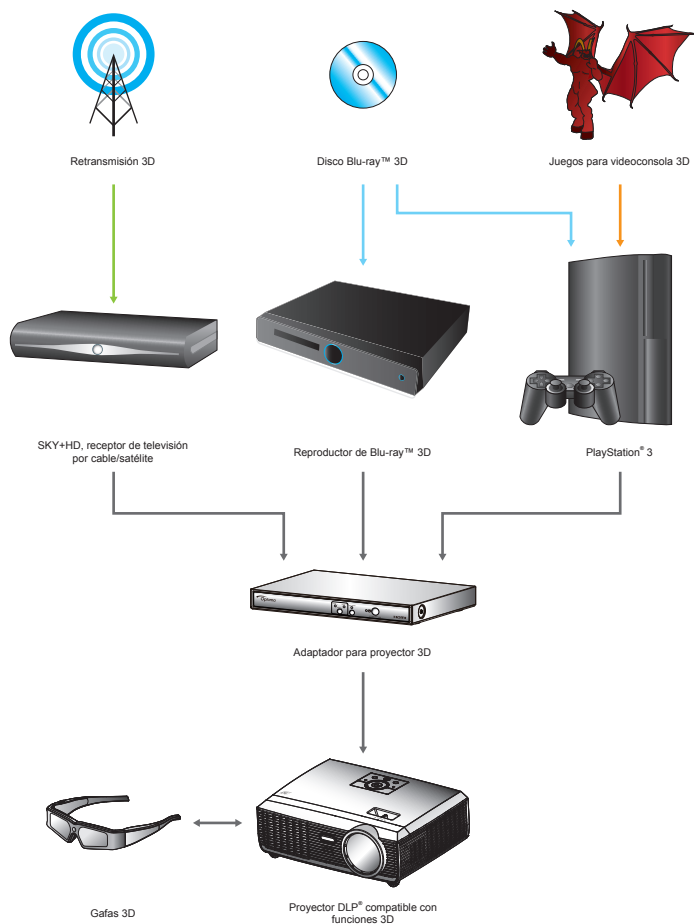 Retransmisión 3D
Disco Blu-ray™ 3D
Juegos para videoconsola 3D
SKY+HD, receptor de televisión
por cable/satélite
Reproductor de Blu-ray™ 3D
PlayStation® 3
Optoma
Adaptador para proyector 3D
Gafas 3D
Proyector DLP® compatible con
funciones 3D